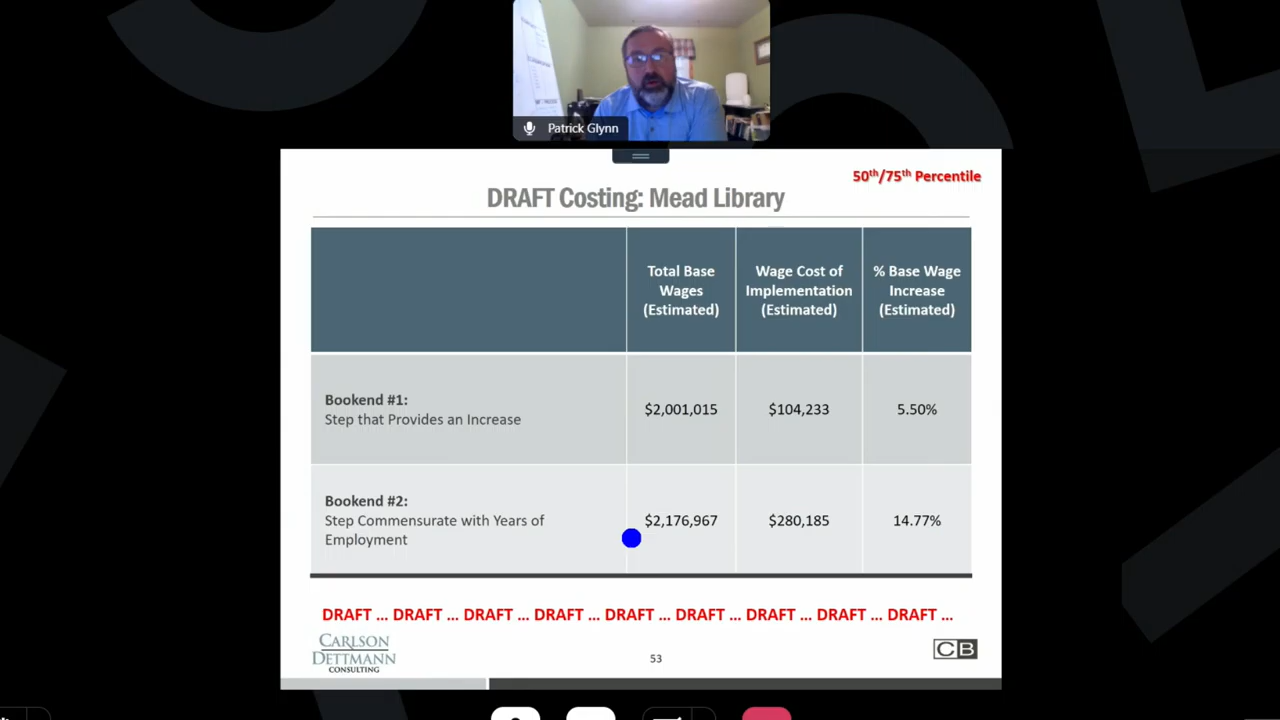 Patrick Glynn
50th/75th Percentile
DRAFT Costing: Mead Library
Total Base Wages (Estimated)
Wage Cost of Implementation (Estimated)
% Base Wage Increase (Estimated)
Bookend #1:
Step that Provides an Increase
$2,001,015
$104,233
5.50%
Bookend #2:
Step Commensurate with Years of
Employment
$2,176,967
$280,185
14.77%
DRAFT ... DRAFT ... DRAFT ... DRAFT ... DRAFT ... DRAFT ... DRAFT ... DRAFT ... DRAFT ...
CARLSON
DETTMANN
CONSULTING
53
CB